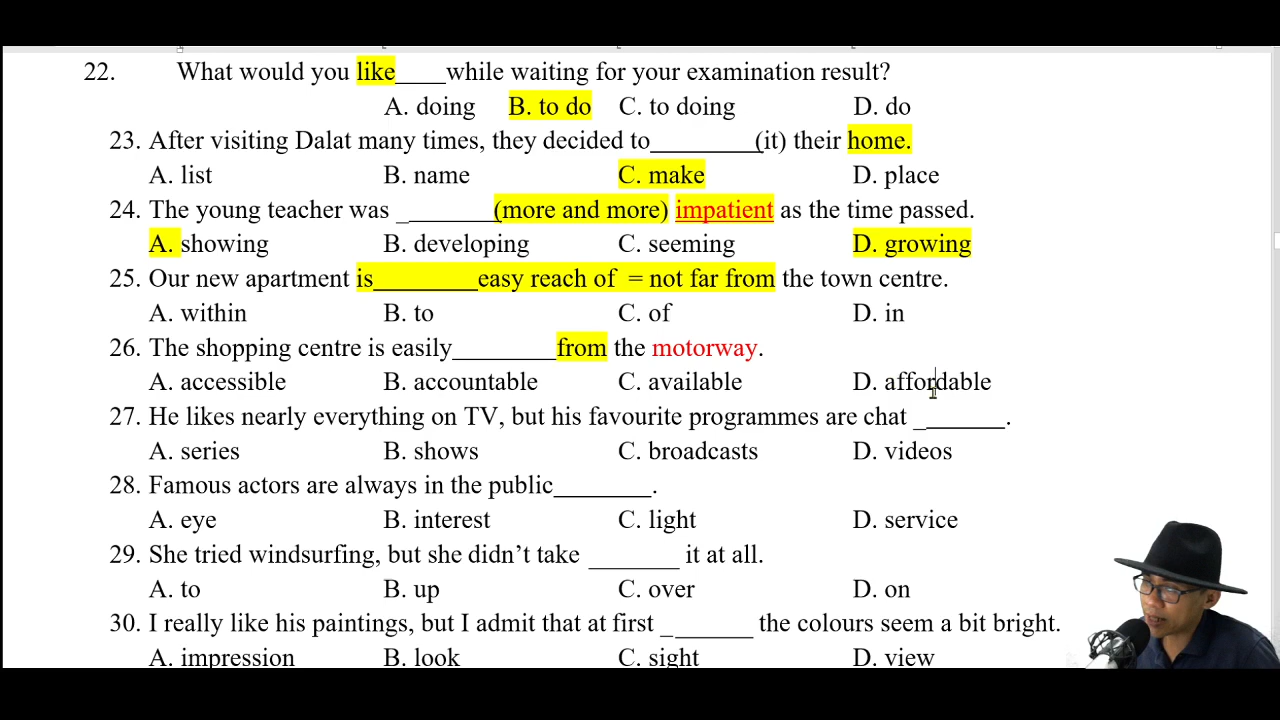 22. What would you like____while waiting for your examination result?
A. doing B. to do C. to doing D. do
23. After visiting Dalat many times, they decided to_________(it) their home.
A. list B. name C. make D. place
24. The young teacher was ________(more and more) impatient as the time passed.
A. showing B. developing C. seeming D. growing
25. Our new apartment is________easy reach of = not far from the town centre.
A. within B. to C. of D. in
26. The shopping centre is easily________from the motorway.
A. accessible B. accountable C. available D. affordable
27. He likes nearly everything on TV, but his favourite programmes are chat _______.
A. series B. shows C. broadcasts D. videos
28. Famous actors are always in the public________.
A. eye B. interest C. light D. service
29. She tried windsurfing, but she didn’t take _______ it at all.
A. to B. up C. over D. on
30. I really like his paintings, but I admit that at first _______ the colours seem a bit bright.
A. impression B. look C. sight D. view